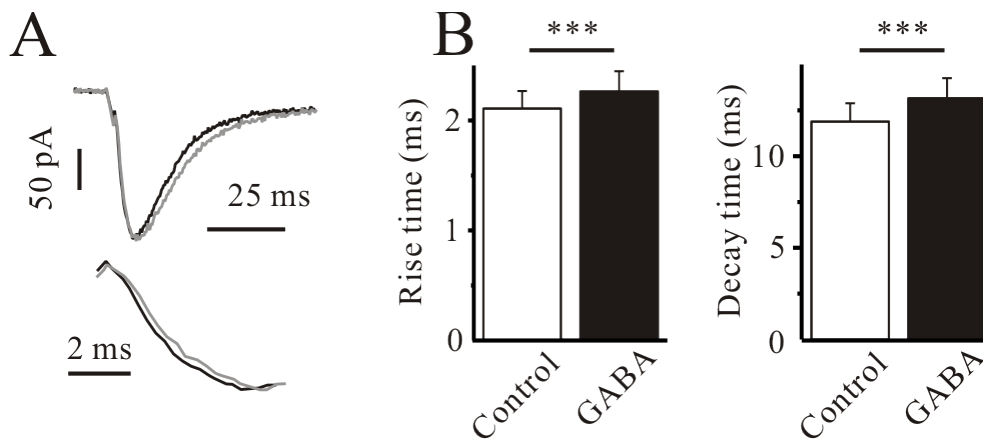 A
50 pA
25 ms
2 ms
B
***
Rise time (ms)
2
1
0
Control
GABA
***
Decay time (ms)
10
5
0
Control
GABA